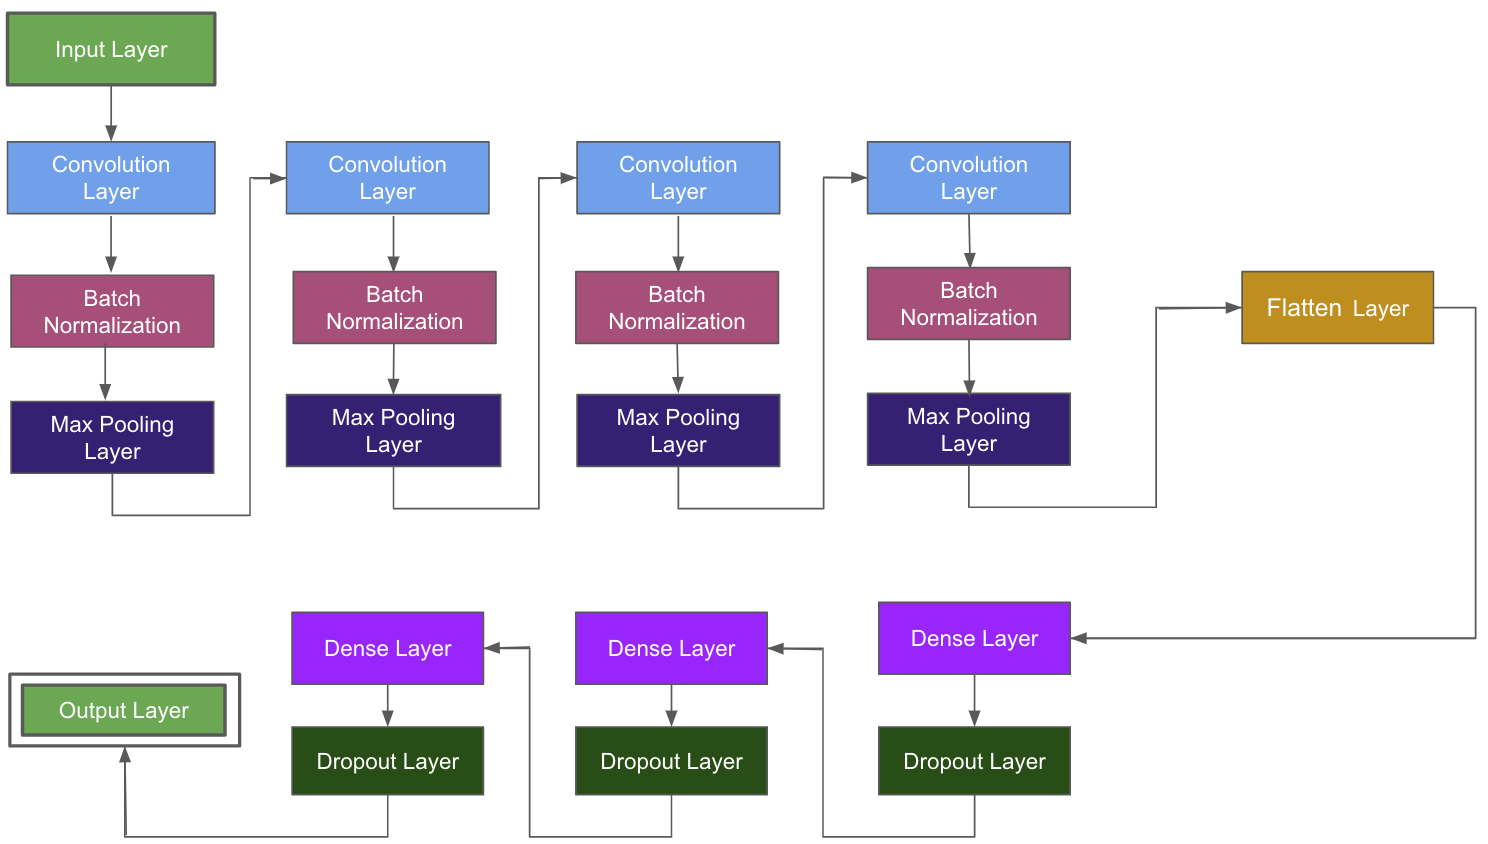 Input Layer
Convolution
Layer
Batch
Normalization
Max Pooling
Layer
Convolution
Layer
Batch
Normalization
Max Pooling
Layer
Convolution
Layer
Batch
Normalization
Max Pooling
Layer
Convolution
Layer
Batch
Normalization
Max Pooling
Layer
Flatten Layer
Dense Layer
Dropout Layer
Dense Layer
Dropout Layer
Dense Layer
Dropout Layer
Output Layer